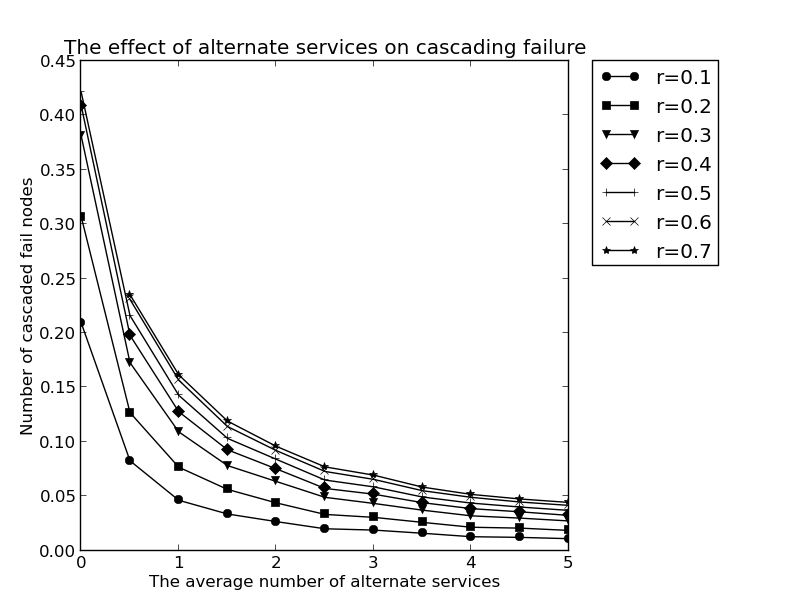 The effect of alternate services on cascading failure
0.45
0.40
0.35
0.30
0.25
0.20
0.15
0.10
0.05
0.00
Number of cascaded fail nodes
0 1 2 3 4 5
The average number of alternate services
r=0.1
r=0.2
r=0.3
r=0.4
r=0.5
r=0.6
r=0.7